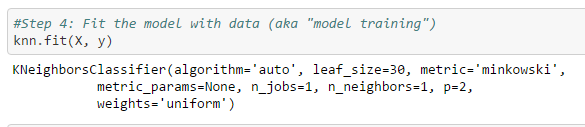 #Step 4: Fit the model with data (aka "model training")
knn.fit(X, y)
KNeighborsClassifier(algorithm='auto', leaf_size=30, metric='minkowski',
metric_params=None, n_jobs=1, n_neighbors=1, p=2,
weights='uniform')